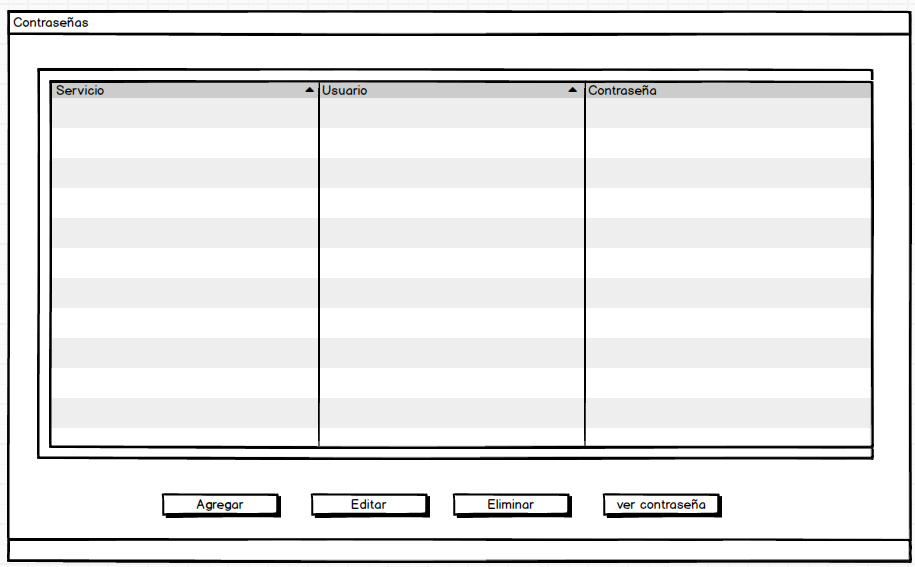 Contraseñas
Servicio Usuario Contraseña
Agregar Editar Eliminar ver contraseña